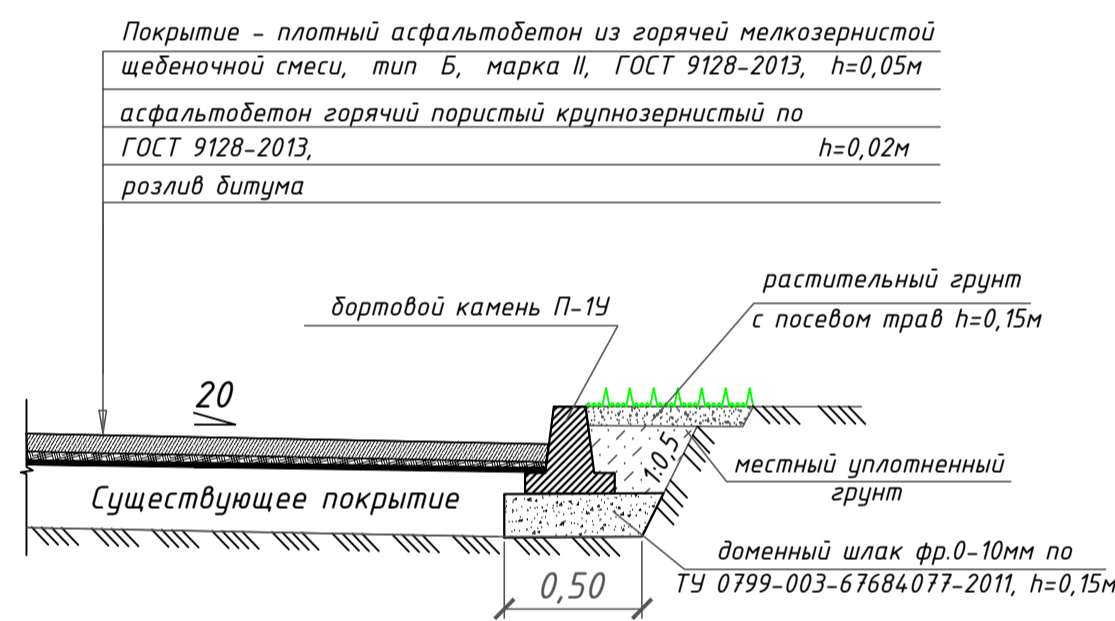 Покрытие - плотный асфальтобетон из горячей мелкозернистой
щебеночной смеси, тип Б, марка II, ГОСТ 9128-2013, h=0,05м
асфальтобетон горячий пористый крупнозернистый по
ГОСТ 9128-2013, h=0,02м
розлив битума
растительный грунт
с посевом трав h=0,15м
бортовой камень П-1У
20
1:0.5
местный уплотненный
грунт
Существующее покрытие
доменный шлак фр.0-10мм по
ТУ 0799-003-67684077-2011, h=0,15м
0,50